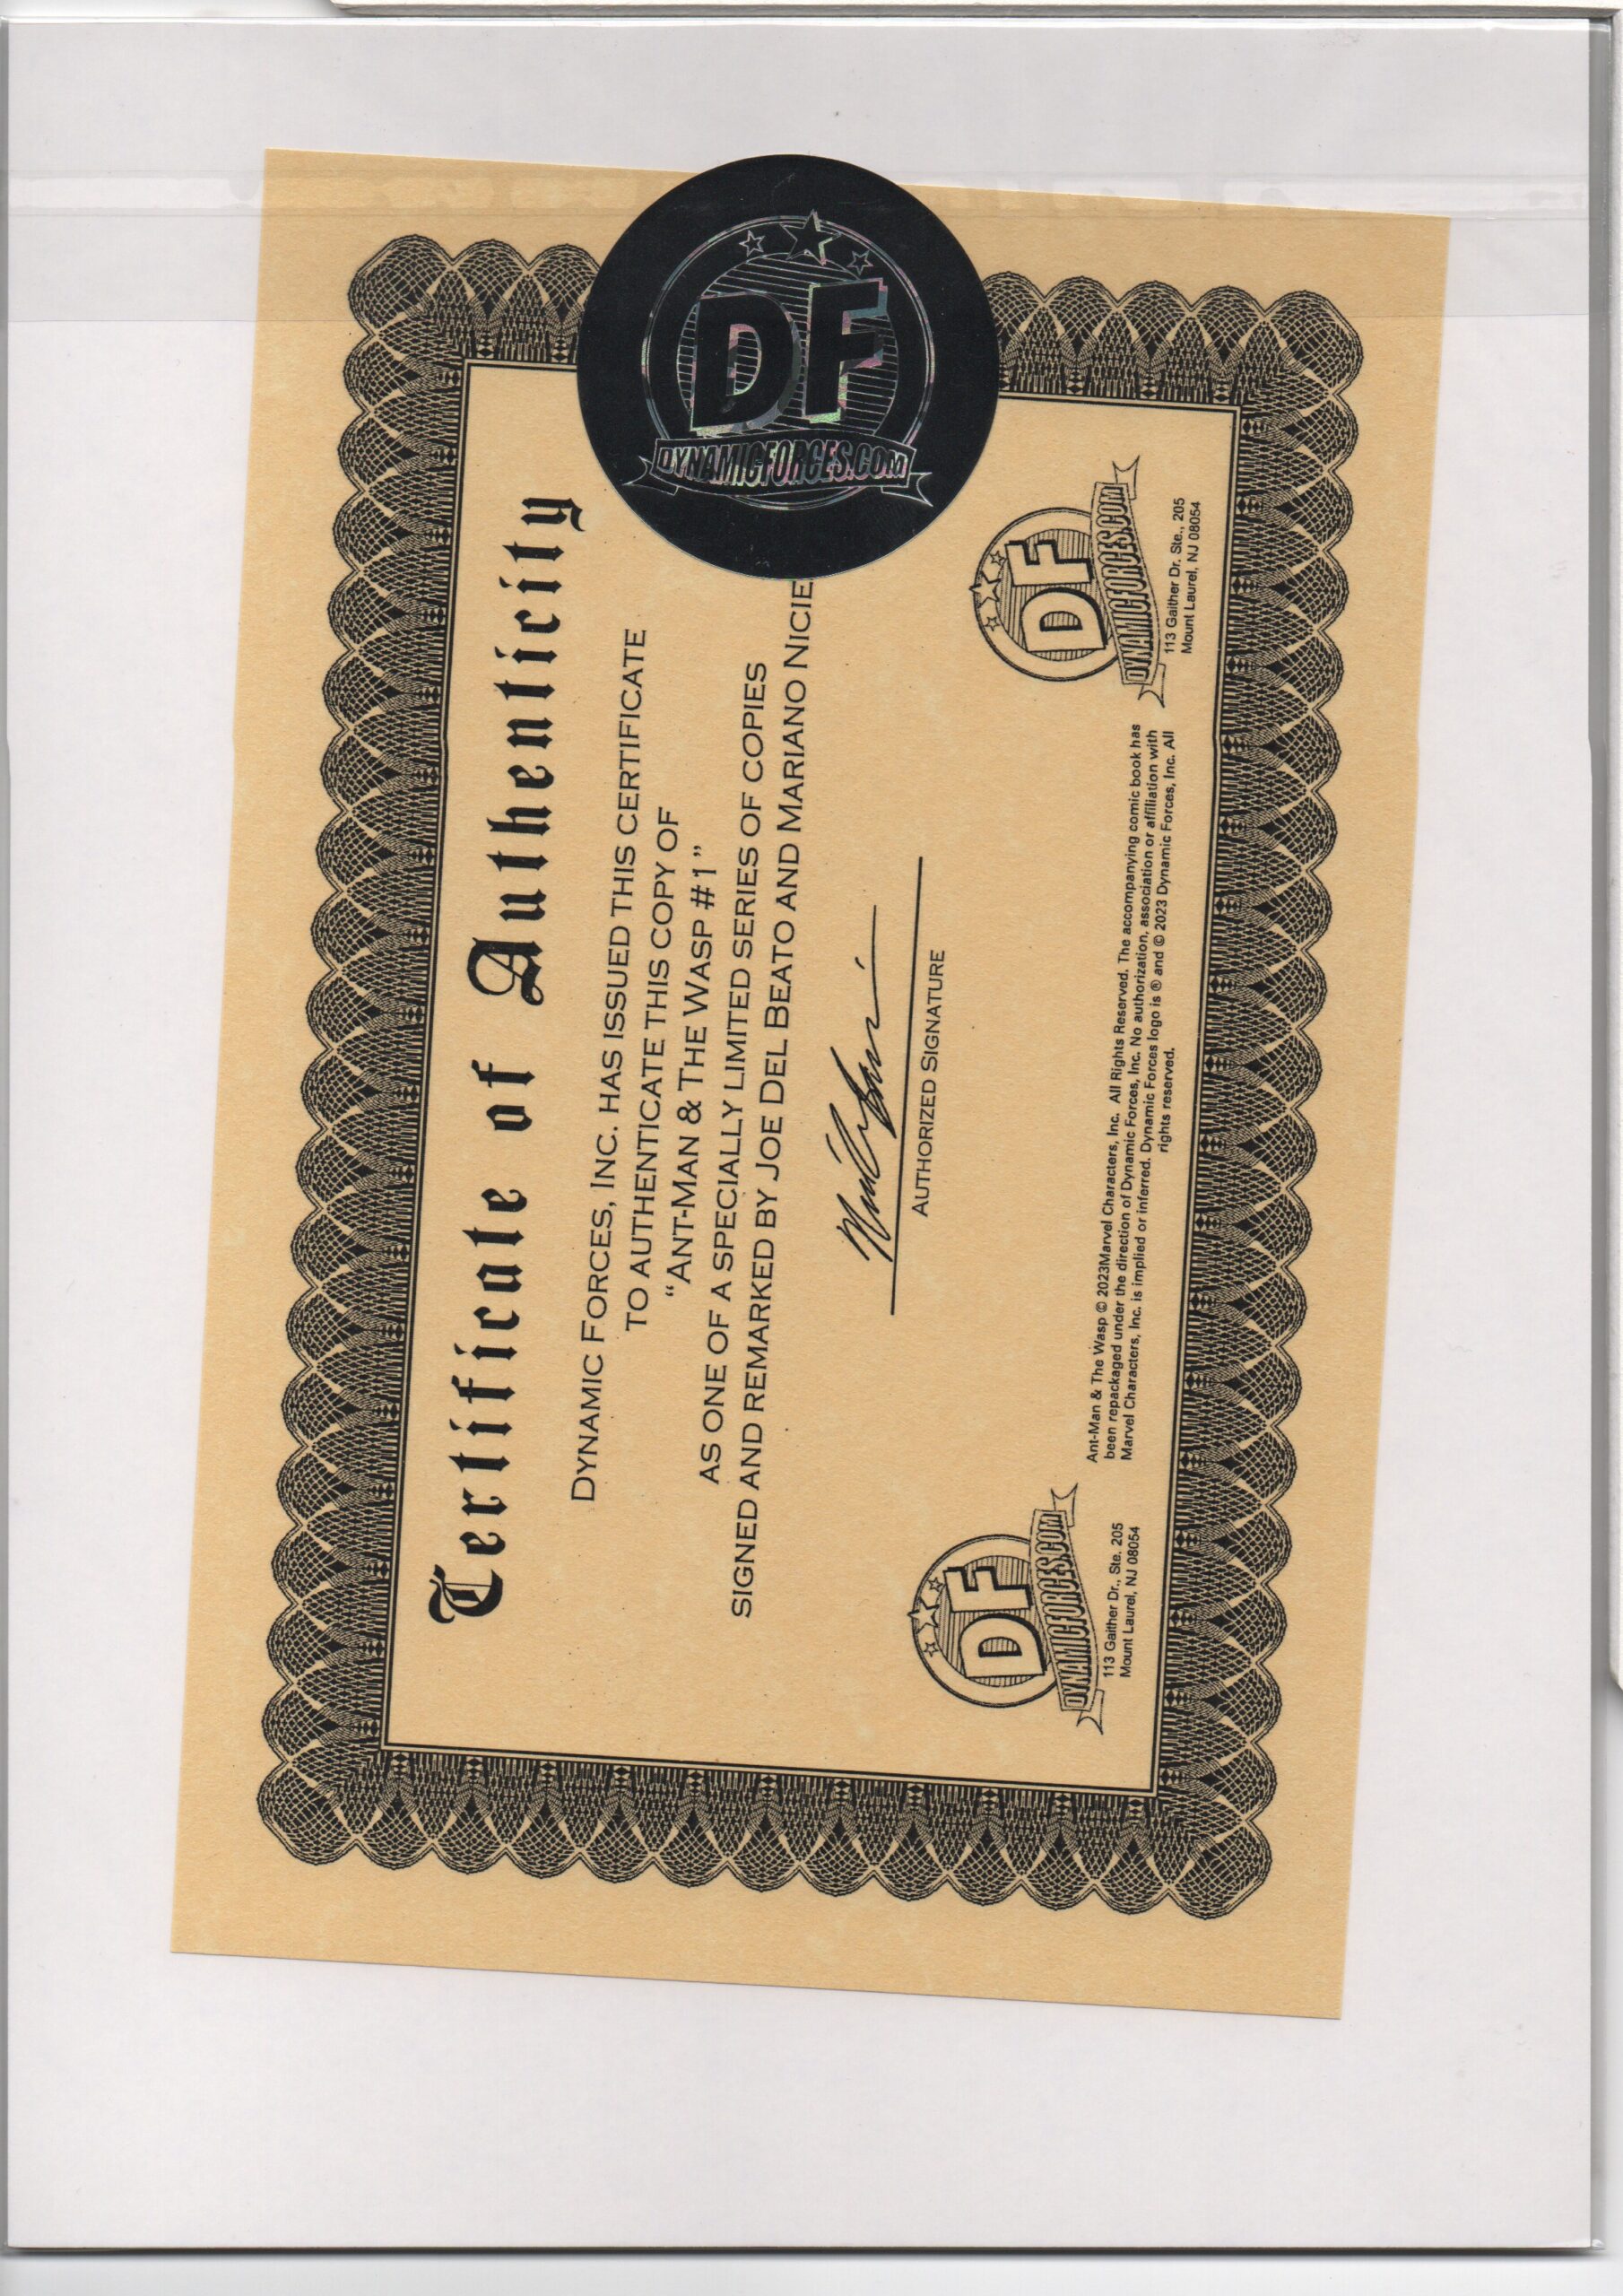 Certificate of Authenticity
DYNAMIC FORCES, INC. HAS ISSUED THIS CERTIFICATE
TO AUTHENTICATE THIS COPY OF
“ANT-MAN & THE WASP #1”
AS ONE OF A SPECIALLY LIMITED SERIES OF COPIES
SIGNED AND REMARKED BY JOE DEL BEATO AND MARIANO NICIE
AUTHORIZED SIGNATURE
DF
DYNAMICFORCES.COM
DF
DYNAMICFORCES.COM
113 Gaither Dr., Ste. 205
Mount Laurel, NJ 08054
Ant-Man & The Wasp © 2023Marvel Characters, Inc. All Rights Reserved. The accompanying comic book has
been repackaged under the direction of Dynamic Forces, Inc. No authorization, association or affiliation with
Marvel Characters, Inc. is implied or inferred. Dynamic Forces logo is ® and © 2023 Dynamic Forces, Inc. All
rights reserved.
DF
DYNAMICFORCES.COM
113 Gaither Dr. Ste., 205
Mount Laurel, NJ 08054